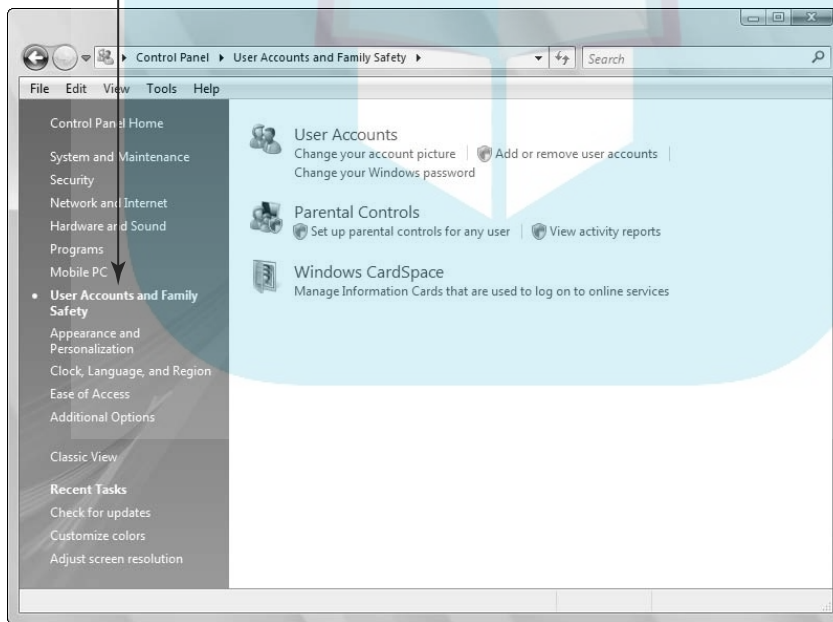 Control Panel User Accounts and Family Safety Search
File Edit View Tools Help
Control Panel Home
System and Maintenance
Security
Network and Internet
Hardware and Sound
Programs
Mobile PC
• User Accounts and Family
Safety
Appearance and
Personalization
Clock, Language, and Region
Ease of Access
Additional Options
Classic View
Recent Tasks
Check for updates
Customize colors
Adjust screen resolution
User Accounts
Change your account picture Add or remove user accounts
Change your Windows password
Parental Controls
Set up parental controls for any user View activity reports
Windows CardSpace
Manage Information Cards that are used to log on to online services